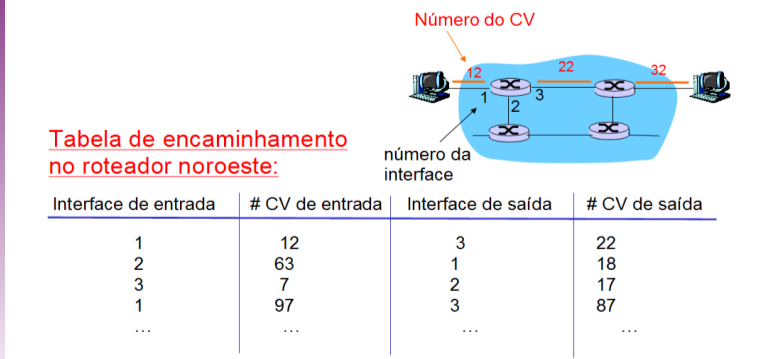 Número do CV
12
22
32
1
3
2
Tabela de encaminhamento
no roteador noroeste:
número da
interface
Interface de entrada # CV de entrada Interface de saída # CV de saída
1 12 3 22
2 63 1 18
3 7 2 17
1 97 3 87
... ... ... ...